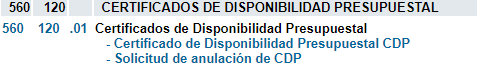 560 120 CERTIFICADOS DE DISPONIBILIDAD PRESUPUESTAL
560 120 .01 Certificados de Disponibilidad Presupuestal
- Certificado de Disponibilidad Presupuestal CDP
- Solicitud de anulación de CDP